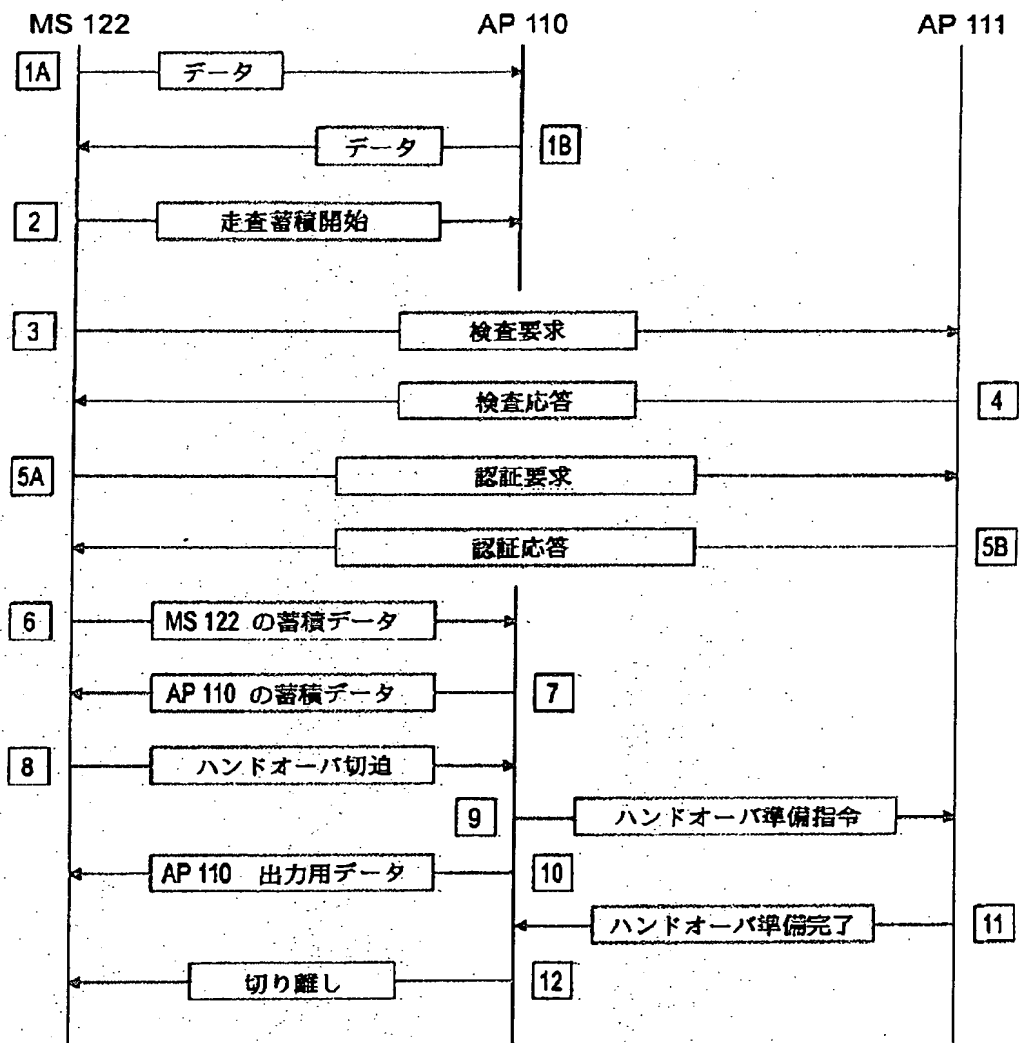 MS 122 AP 110 AP 111
1A データ
データ 1B
2 走査蓄積開始
3 検査要求
検査応答 4
5A 認証要求
認証応答 5B
6 MS 122 の蓄積データ
AP 110 の蓄積データ 7
8 ハンドオーバ切迫
9 ハンドオーバ準備指令
AP 110 出力用データ 10
ハンドオーバ準備完了 11
切り離し 12